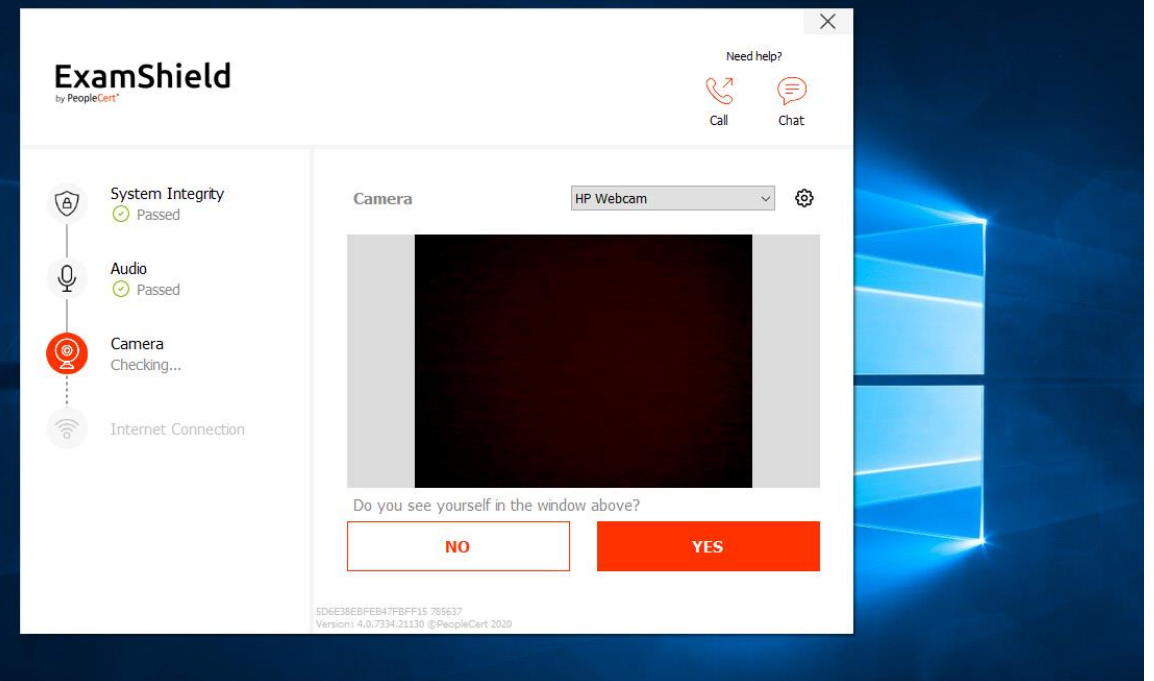 Need help?
ExamShield
by PeopleCert
Call
Chat
System Integrity
Passed
Audio
Passed
Camera
Checking...
Internet Connection
Camera
HP Webcam
Do you see yourself in the window above?
NO
YES
5D6E38EBFEB47FBFF15 785637
Version: 4.0.7334.21130 ©PeopleCert 2020